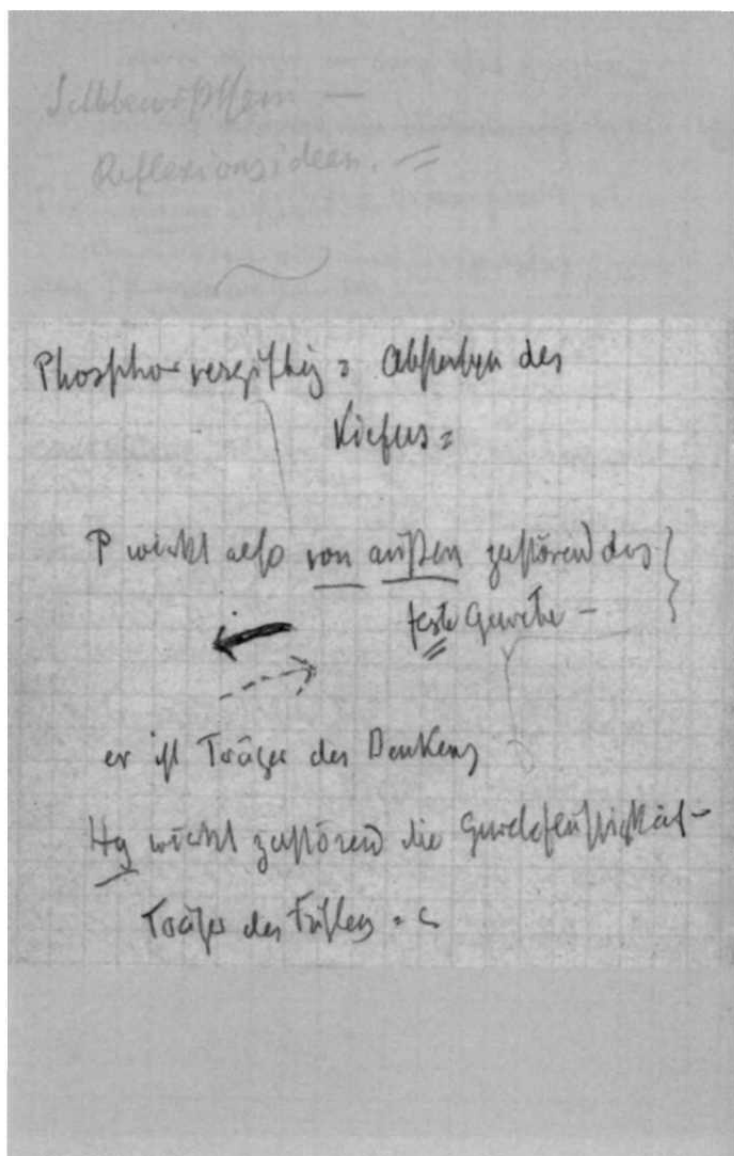 Selbstbewußtsein —
Reflexionsideen.
Phosphorvergiftung = Absterben des
Kiefers =
P wirkt also von außen zerstörend das
feste Gewebe —
er ist Träger des Denkens
Hg wirkt zerstörend die Gewebeflüssigkeit —
Träger des Fühlens =